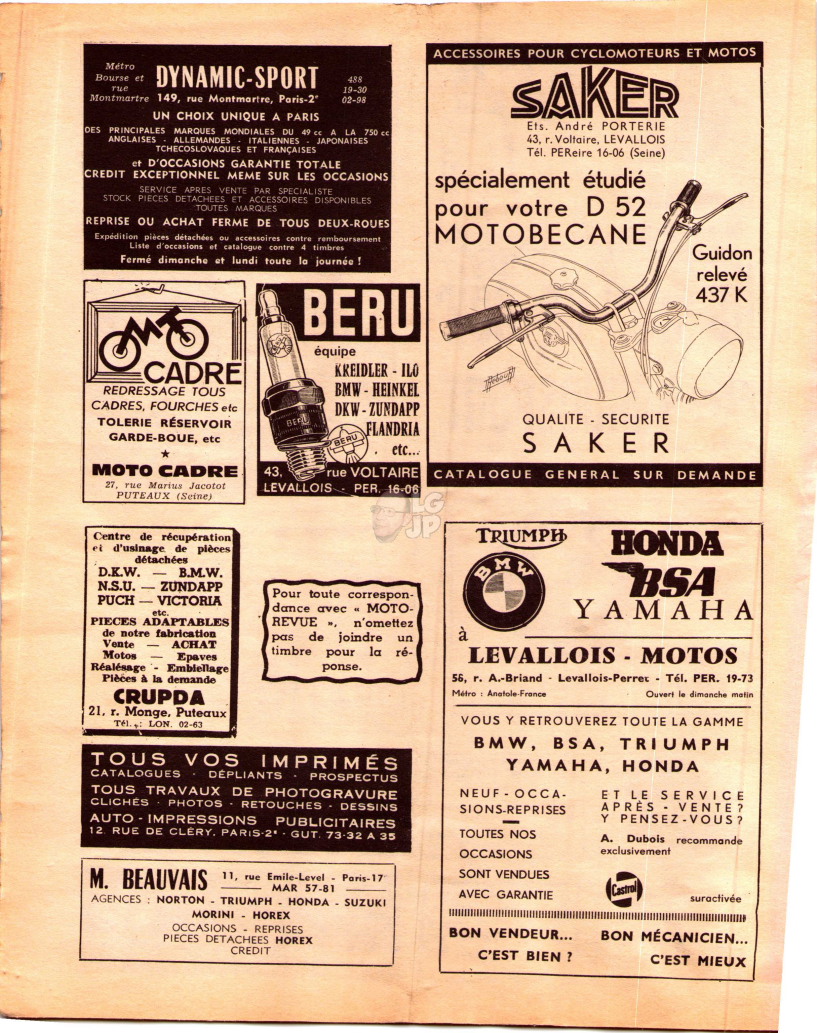 Métro
Bourse et
rue
Montmartre
DYNAMIC-SPORT
149, rue Montmartre, Paris-2e
488
19-30
02-98
UN CHOIX UNIQUE A PARIS
DES PRINCIPALES MARQUES MONDIALES DU 49 cc A LA 750 cc
ANGLAISES - ALLEMANDES - ITALIENNES - JAPONAISES
TCHECOSLOVAQUES ET FRANÇAISES
et D'OCCASIONS GARANTIE TOTALE
CREDIT EXCEPTIONNEL MEME SUR LES OCCASIONS
SERVICE APRES VENTE PAR SPECIALISTE
STOCK PIECES DETACHEES ET ACCESSOIRES DISPONIBLES
TOUTES MARQUES
REPRISE OU ACHAT FERME DE TOUS DEUX-ROUES
Expédition pièces détachées ou accessoires contre remboursement
Liste d'occasions et catalogue contre 4 timbres
Fermé dimanche et lundi toute la journée !
ACCESSOIRES POUR CYCLOMOTEURS ET MOTOS
SAKER
Ets. André PORTERIE
43, r. Voltaire, LEVALLOIS
Tél. PEReire 16-06 (Seine)
spécialement étudié
pour votre D 52
MOTOBECANE
Guidon
relevé
437 K
QUALITE - SECURITE
SAKER
CATALOGUE GENERAL SUR DEMANDE
MOTO
CADRE
REDRESSAGE TOUS
CADRES, FOURCHES etc
TOLERIE RÉSERVOIR
GARDE-BOUE, etc
★
MOTO CADRE
27, rue Marius Jacotot
PUTEAUX (Seine)
BERU
équipe
KREIDLER - ILO
BMW - HEINKEL
DKW - ZUNDAPP
FLANDRIA
etc...
BERU
BERU
43, rue VOLTAIRE
LEVALLOIS - PER. 16-06
LG
JP
Centre de récupération
et d'usinage de pièces
détachées
D.K.W. — B.M.W.
N.S.U. — ZUNDAPP
PUCH — VICTORIA
etc.
PIECES ADAPTABLES
de notre fabrication
Vente — ACHAT
Motos — Epaves
Réalésage - Embiellage
Pièces à la demande
CRUPDA
21, r. Monge, Puteaux
Tél. : LON. 02-63
Pour toute correspon-
dance avec « MOTO-
REVUE », n'omettez
pas de joindre un
timbre pour la ré-
ponse.
TRIUMPH
HONDA
BMW
BSA
YAMAHA
à
LEVALLOIS - MOTOS
56, r. A.-Briand - Levallois-Perret - Tél. PER. 19-73
Métro : Anatole-France Ouvert le dimanche matin
VOUS Y RETROUVEREZ TOUTE LA GAMME
BMW, BSA, TRIUMPH
YAMAHA, HONDA
NEUF - OCCA-
SIONS-REPRISES
TOUTES NOS
OCCASIONS
SONT VENDUES
AVEC GARANTIE
ET LE SERVICE
APRÈS - VENTE ?
Y PENSEZ-VOUS ?
A. Dubois recommande
exclusivement
Castrol
suractivée
BON VENDEUR...
C'EST BIEN ?
BON MÉCANICIEN...
C'EST MIEUX
TOUS VOS IMPRIMÉS
CATALOGUES - DÉPLIANTS - PROSPECTUS
TOUS TRAVAUX DE PHOTOGRAVURE
CLICHÉS - PHOTOS - RETOUCHES - DESSINS
AUTO-IMPRESSIONS PUBLICITAIRES
12, RUE DE CLÉRY, PARIS-2e - GUT. 73-32 A 35
M. BEAUVAIS
11, rue Emile-Level - Paris-17e
MAR 57-81
AGENCES : NORTON - TRIUMPH - HONDA - SUZUKI
MORINI - HOREX
OCCASIONS - REPRISES
PIECES DETACHEES HOREX
CREDIT